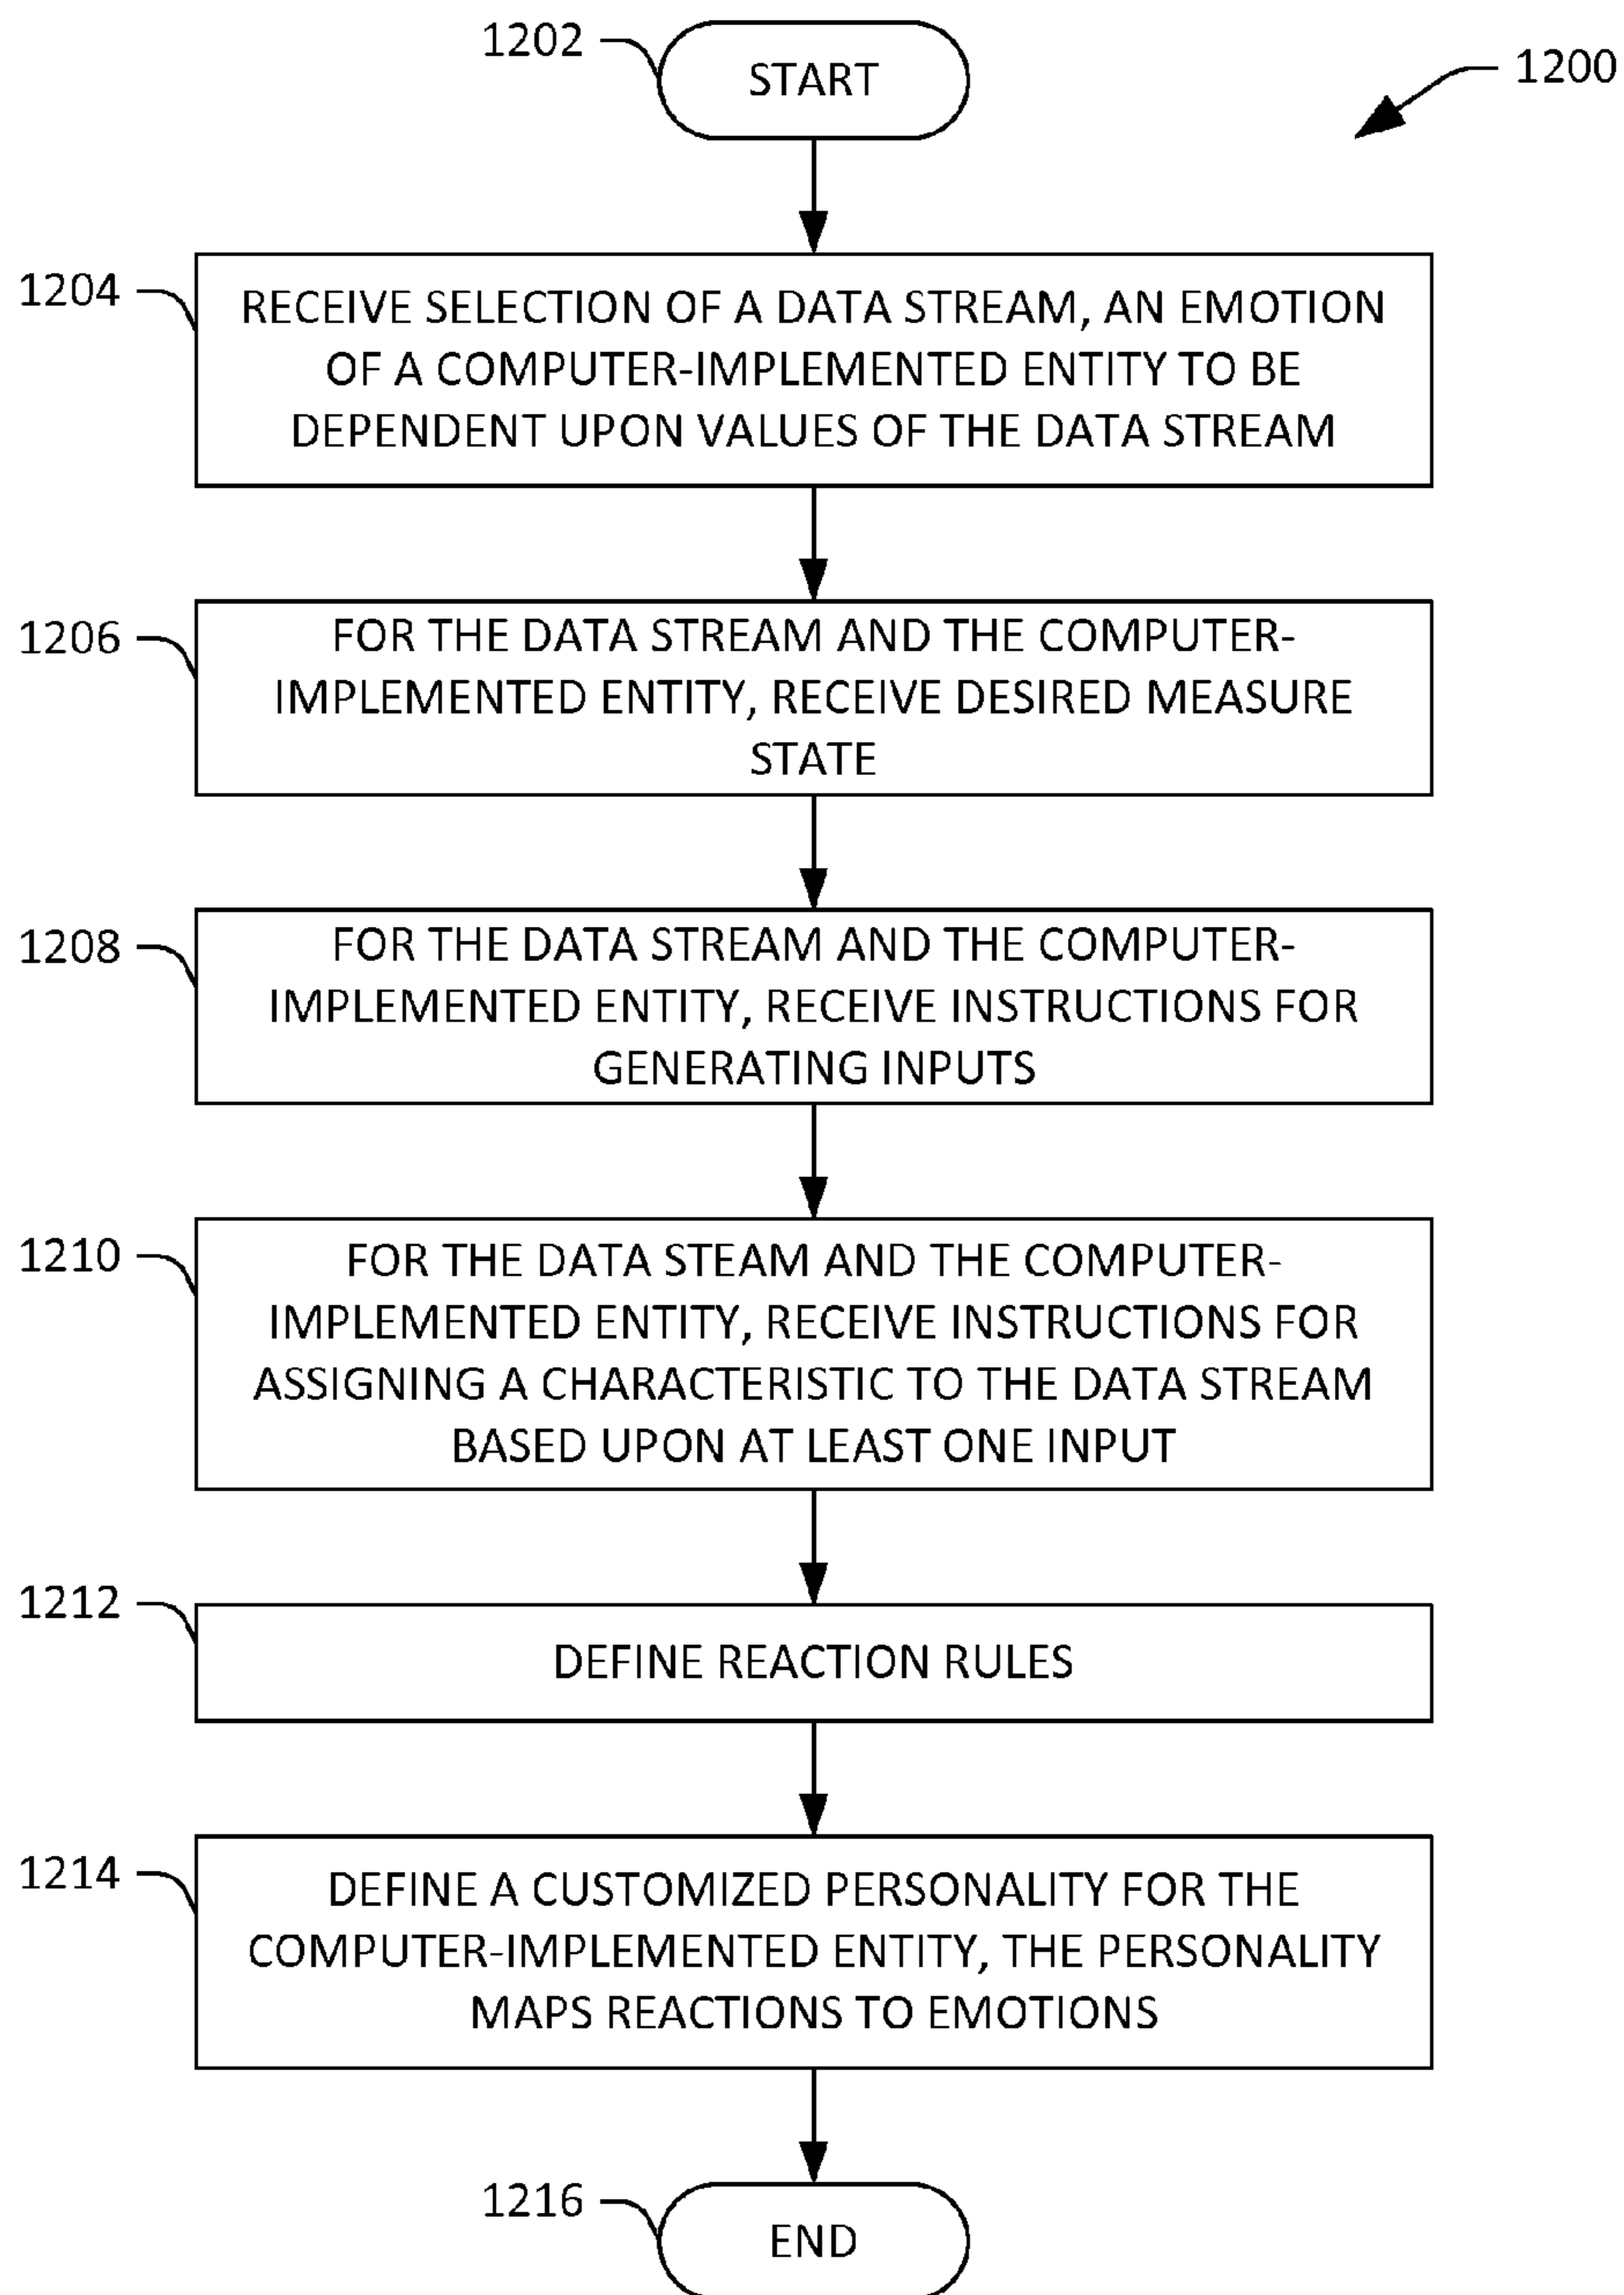 1202
START
1200
1204
RECEIVE SELECTION OF A DATA STREAM, AN EMOTION
OF A COMPUTER-IMPLEMENTED ENTITY TO BE
DEPENDENT UPON VALUES OF THE DATA STREAM
1206
FOR THE DATA STREAM AND THE COMPUTER-
IMPLEMENTED ENTITY, RECEIVE DESIRED MEASURE
STATE
1208
FOR THE DATA STREAM AND THE COMPUTER-
IMPLEMENTED ENTITY, RECEIVE INSTRUCTIONS FOR
GENERATING INPUTS
1210
FOR THE DATA STEAM AND THE COMPUTER-
IMPLEMENTED ENTITY, RECEIVE INSTRUCTIONS FOR
ASSIGNING A CHARACTERISTIC TO THE DATA STREAM
BASED UPON AT LEAST ONE INPUT
1212
DEFINE REACTION RULES
1214
DEFINE A CUSTOMIZED PERSONALITY FOR THE
COMPUTER-IMPLEMENTED ENTITY, THE PERSONALITY
MAPS REACTIONS TO EMOTIONS
1216
END